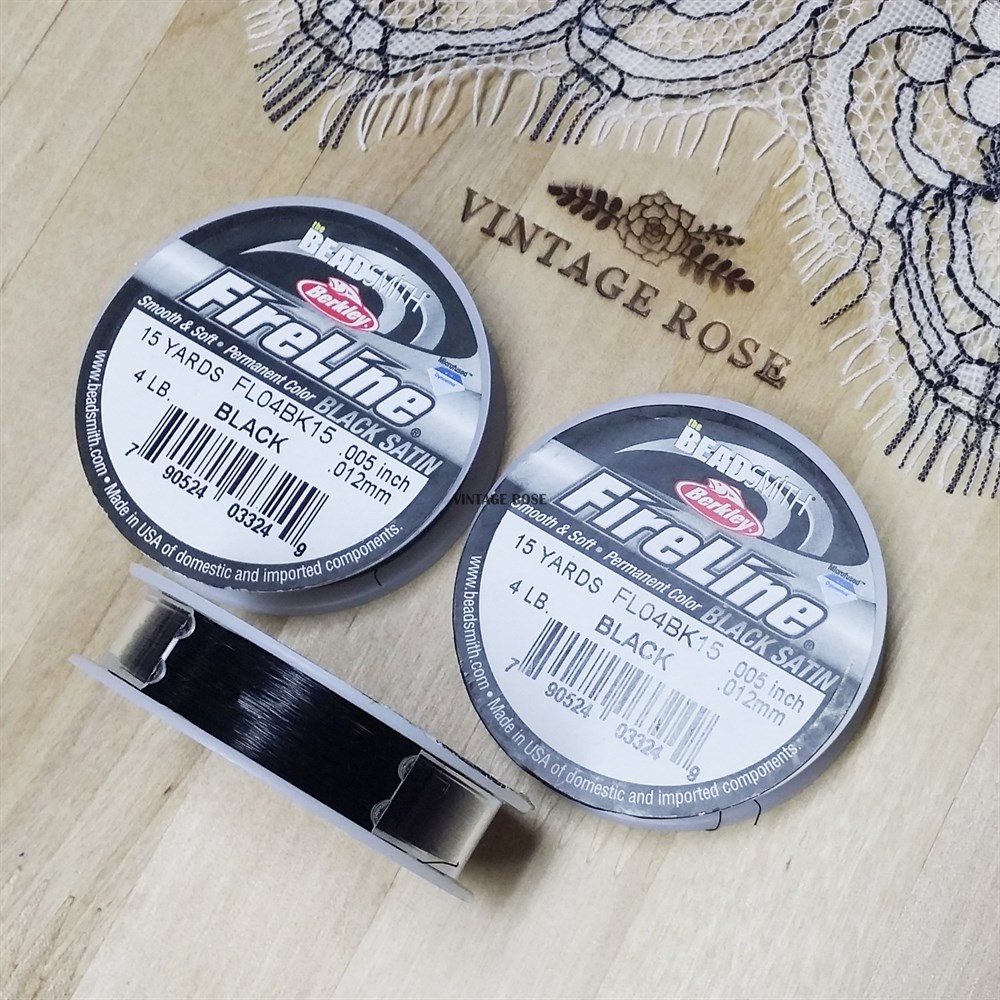 VINTAGE ROSE
the
BEADSMITH
Berkley
FireLine®
Smooth & Soft • Permanent Color BLACK SATIN
15 YARDS FL04BK15 .005 inch
4 LB. BLACK .012mm
7 90524 03324 9
www.beadsmith.com • Made in USA of domestic and imported components.
VINTAGE ROSE
the
BEADSMITH
Berkley
FireLine®
Smooth & Soft • Permanent Color BLACK SATIN
15 YARDS FL04BK15 .005 inch
4 LB. BLACK .012mm
7 90524 03324 9
www.beadsmith.com • Made in USA of domestic and imported components.